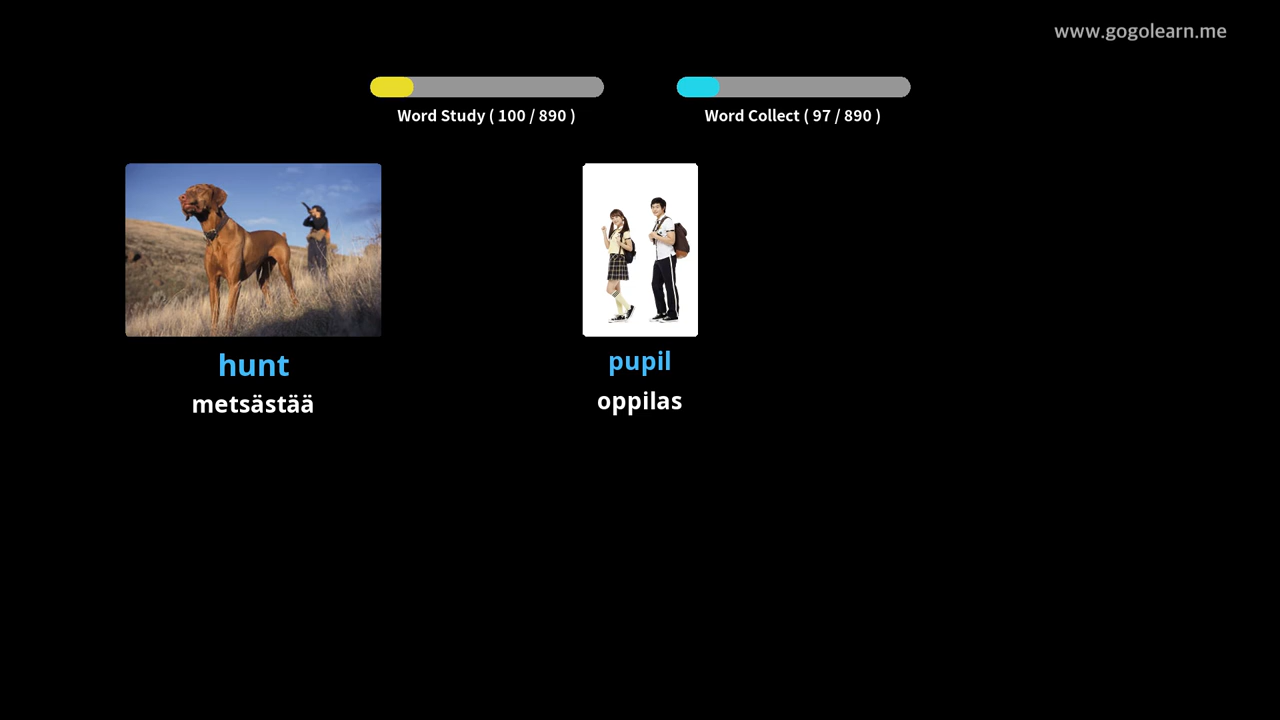 www.gogolearn.me
Word Study ( 100 / 890 )
Word Collect ( 97 / 890 )
hunt
metsästää
pupil
oppilas